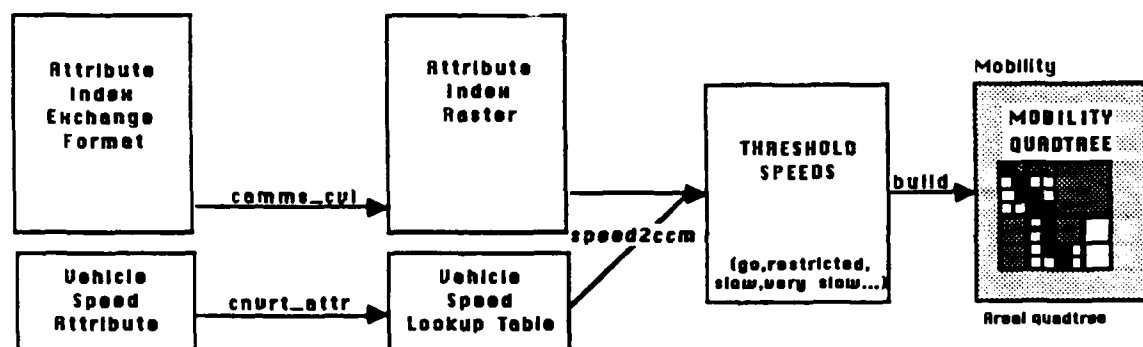 Attribute
Index
Exchange
Format
camms_cvl
Attribute
Index
Raster
speed2ccm
THRESHOLD
SPEEDS
(go,restricted,
slow,very slow...)
build
Mobility
MOBILITY
QUADTREE
Areal quadtree
Vehicle
Speed
Attribute
cnvrt_attr
Vehicle
Speed
Lookup Table